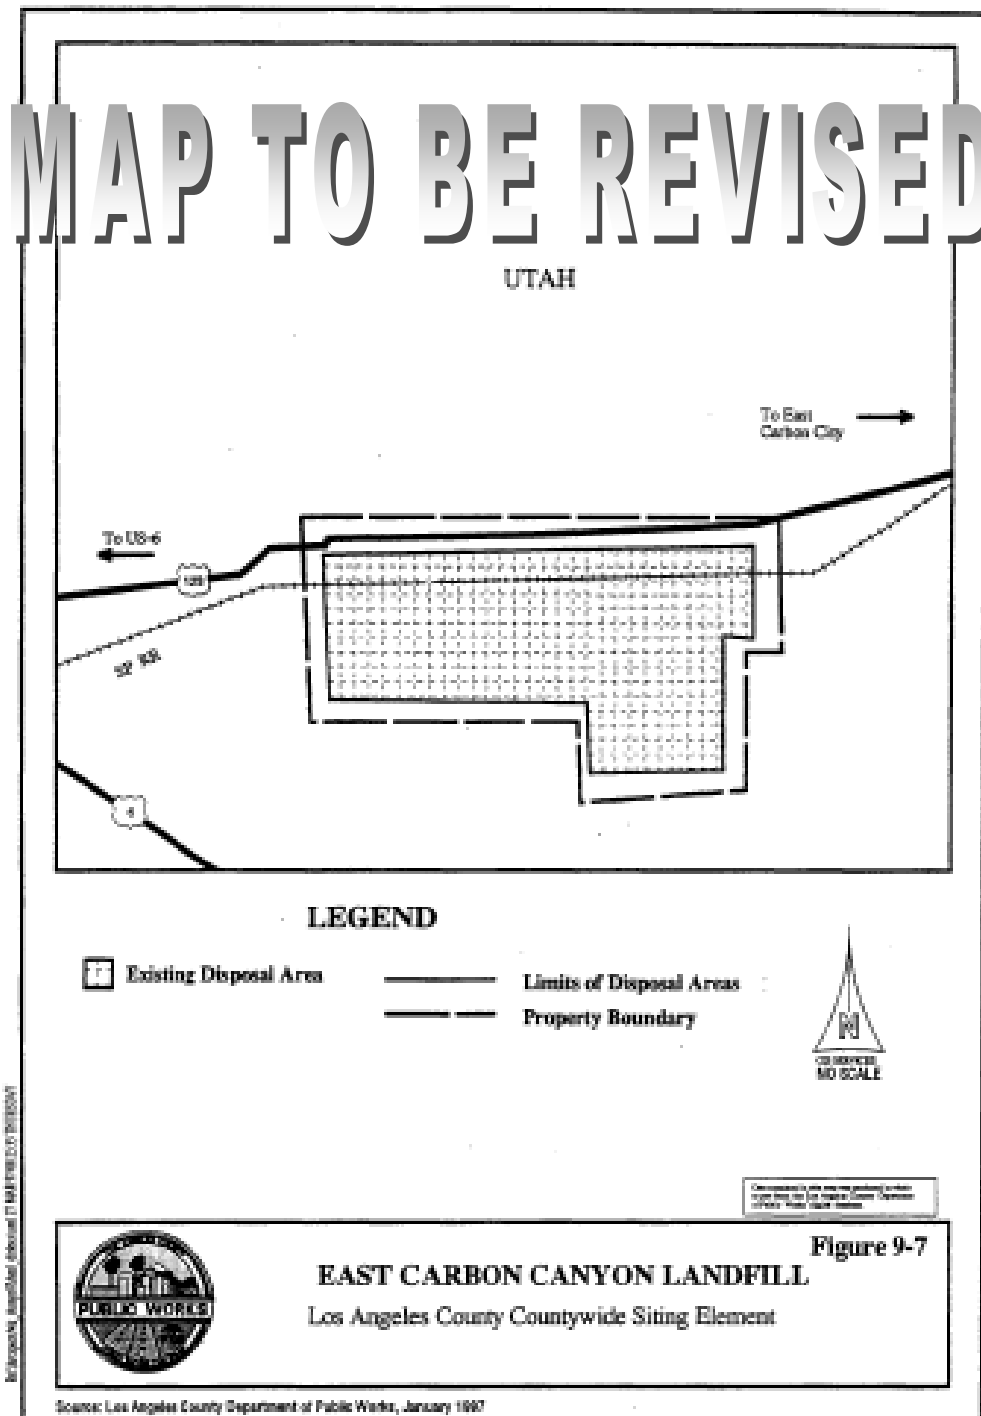 MAP TO BE REVISED
UTAH
To East
Carbon City
To US-6
SP RR
6
LEGEND
Existing Disposal Area
Limits of Disposal Areas
Property Boundary
N
NO SCALE
Figure 9-7
EAST CARBON CANYON LANDFILL
PUBLIC WORKS
Los Angeles County Countywide Siting Element
Source: Los Angeles County Department of Public Works, January 1997